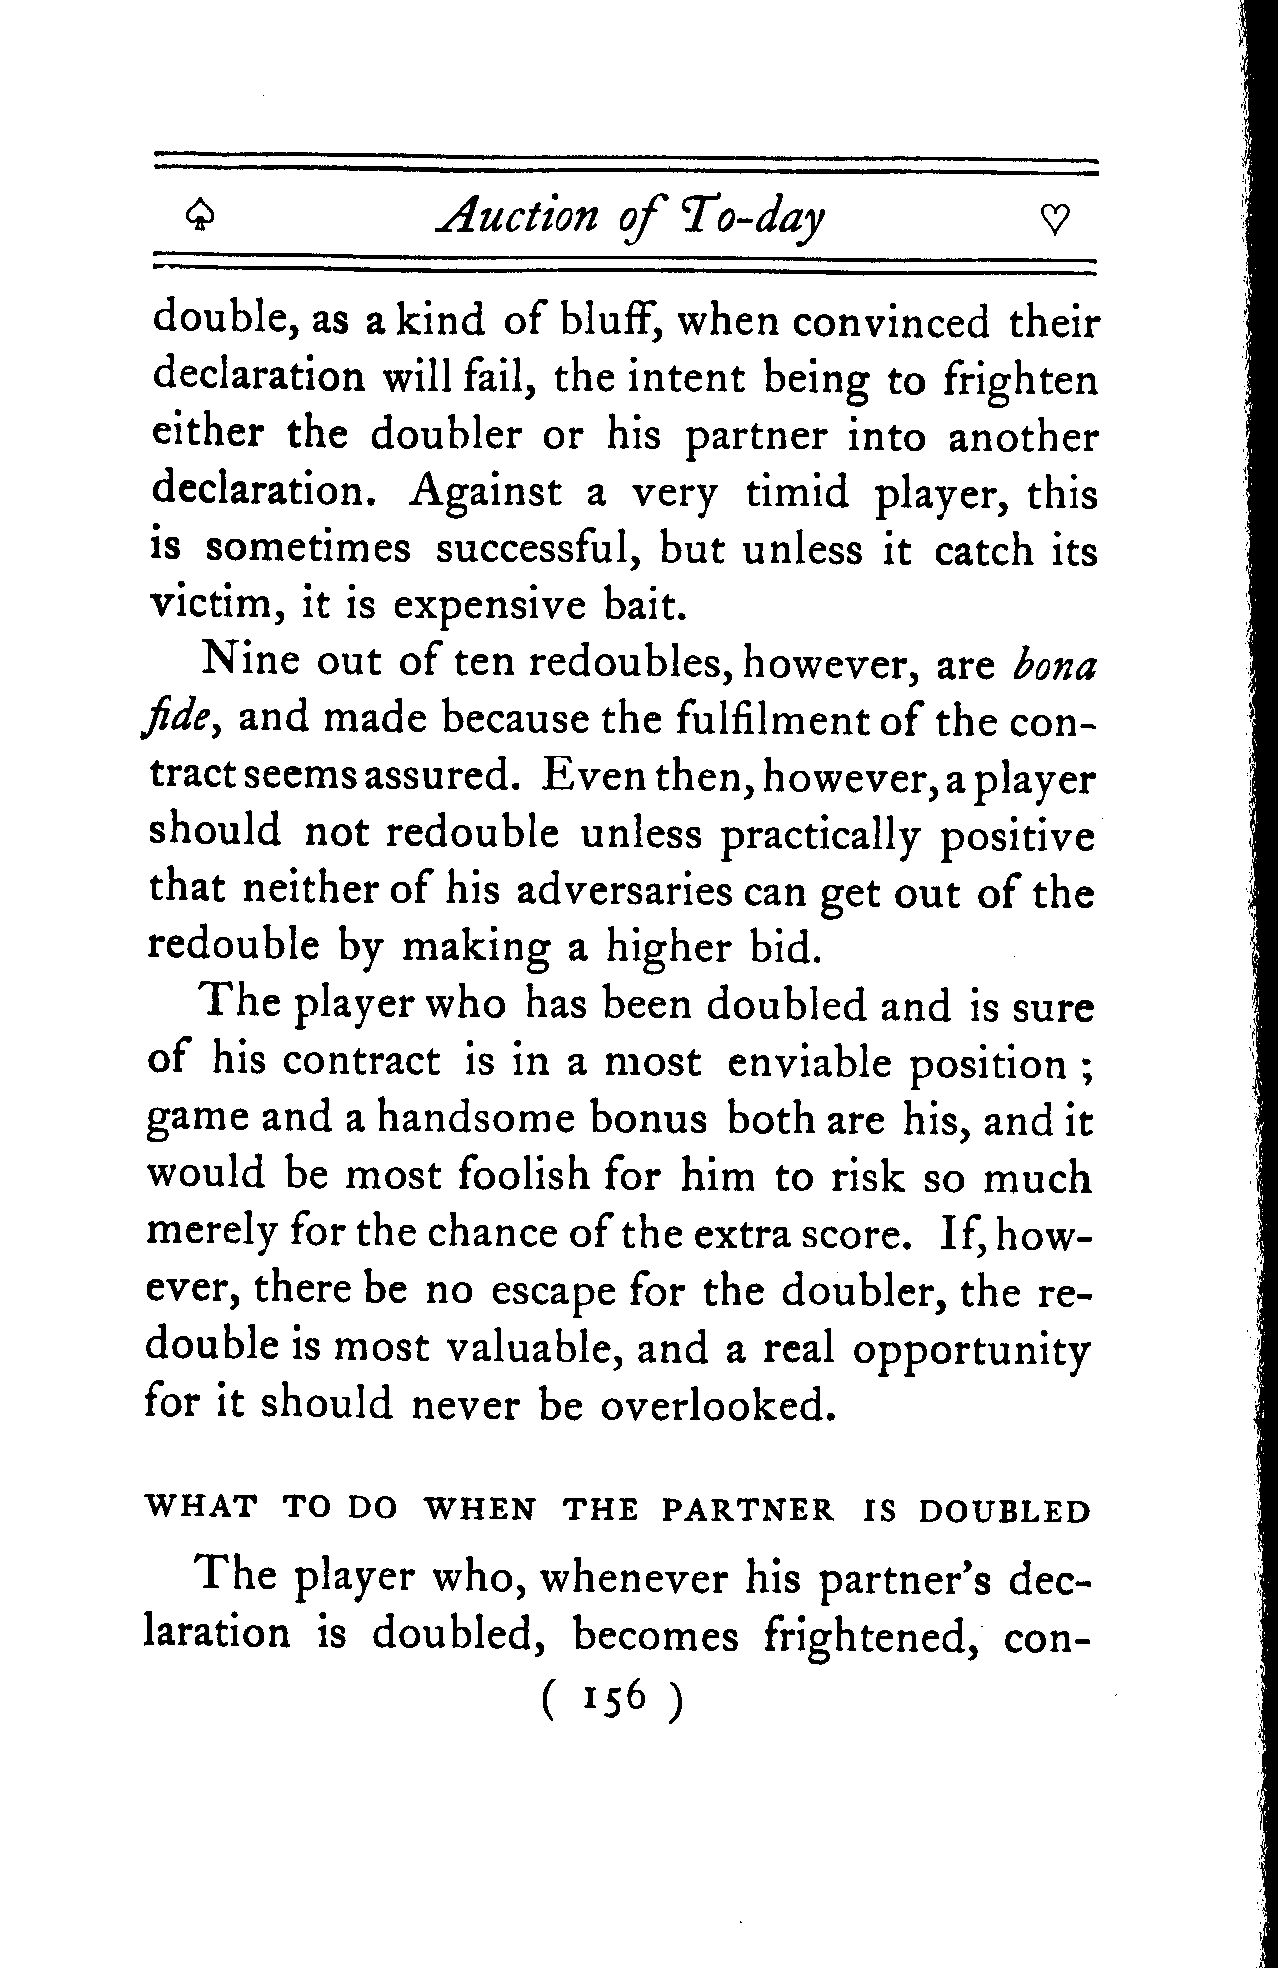 ♤ Auction of To-day ♡
double, as a kind of bluff, when convinced their
declaration will fail, the intent being to frighten
either the doubler or his partner into another
declaration. Against a very timid player, this
is sometimes successful, but unless it catch its
victim, it is expensive bait.
Nine out of ten redoubles, however, are bona
fide, and made because the fulfilment of the con-
tract seems assured. Even then, however, a player
should not redouble unless practically positive
that neither of his adversaries can get out of the
redouble by making a higher bid.
The player who has been doubled and is sure
of his contract is in a most enviable position ;
game and a handsome bonus both are his, and it
would be most foolish for him to risk so much
merely for the chance of the extra score. If, how-
ever, there be no escape for the doubler, the re-
double is most valuable, and a real opportunity
for it should never be overlooked.
WHAT TO DO WHEN THE PARTNER IS DOUBLED
The player who, whenever his partner's dec-
laration is doubled, becomes frightened, con-
( 156 )